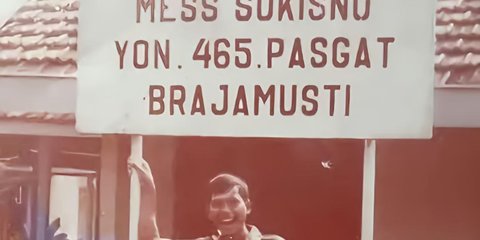 MESS SUKISNO
YON. 465. PASGAT
BRAJAMUSTI